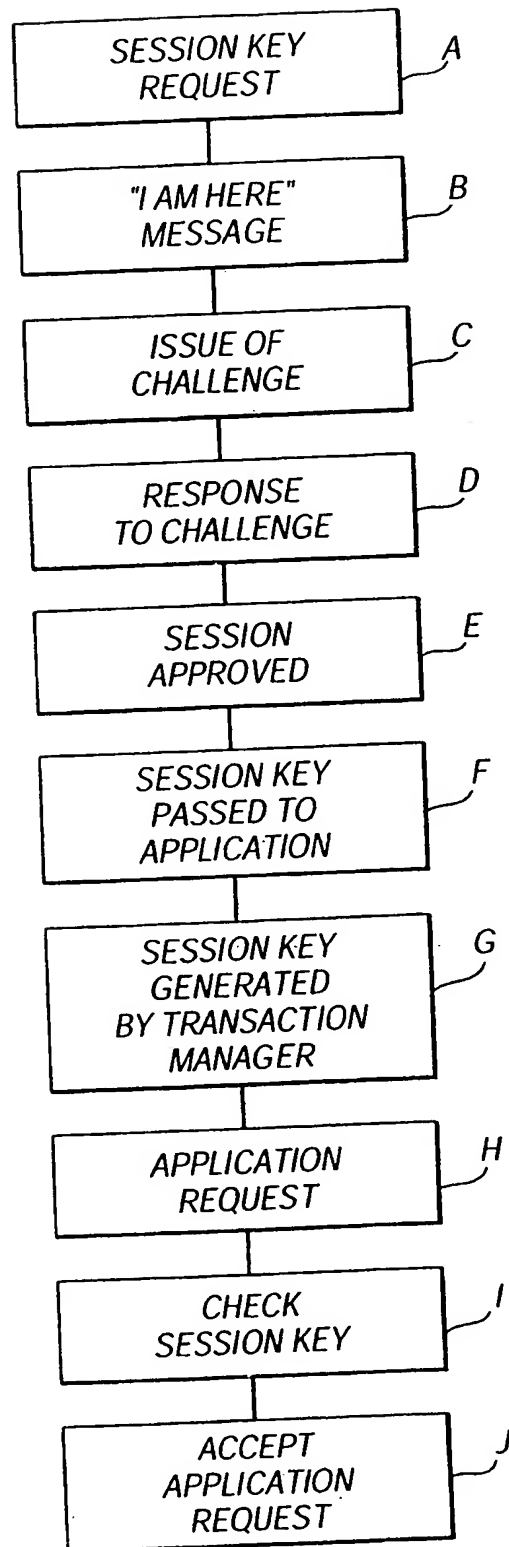 SESSION KEY
REQUEST
A
"I AM HERE"
MESSAGE
B
ISSUE OF
CHALLENGE
C
RESPONSE
TO CHALLENGE
D
SESSION
APPROVED
E
SESSION KEY
PASSED TO
APPLICATION
F
SESSION KEY
GENERATED
BY TRANSACTION
MANAGER
G
APPLICATION
REQUEST
H
CHECK
SESSION KEY
I
ACCEPT
APPLICATION
REQUEST
J